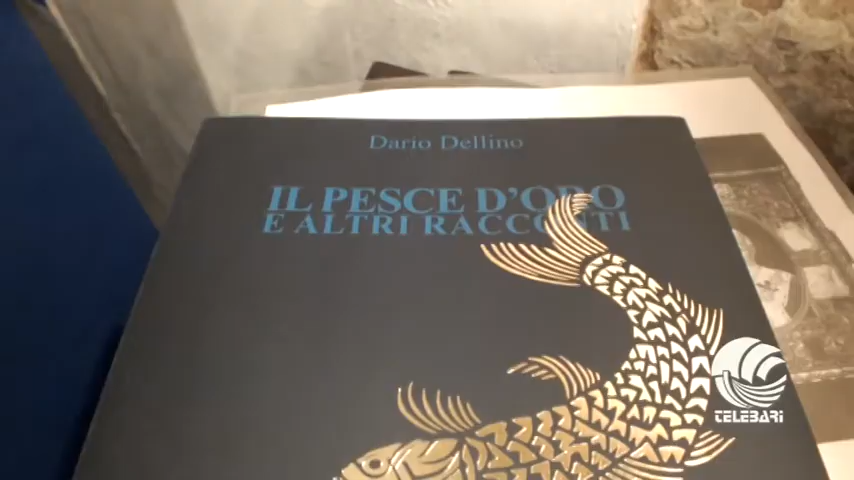 Dario Dellino
IL PESCE D'ORO
E ALTRI RACCONTI
TELEBARI